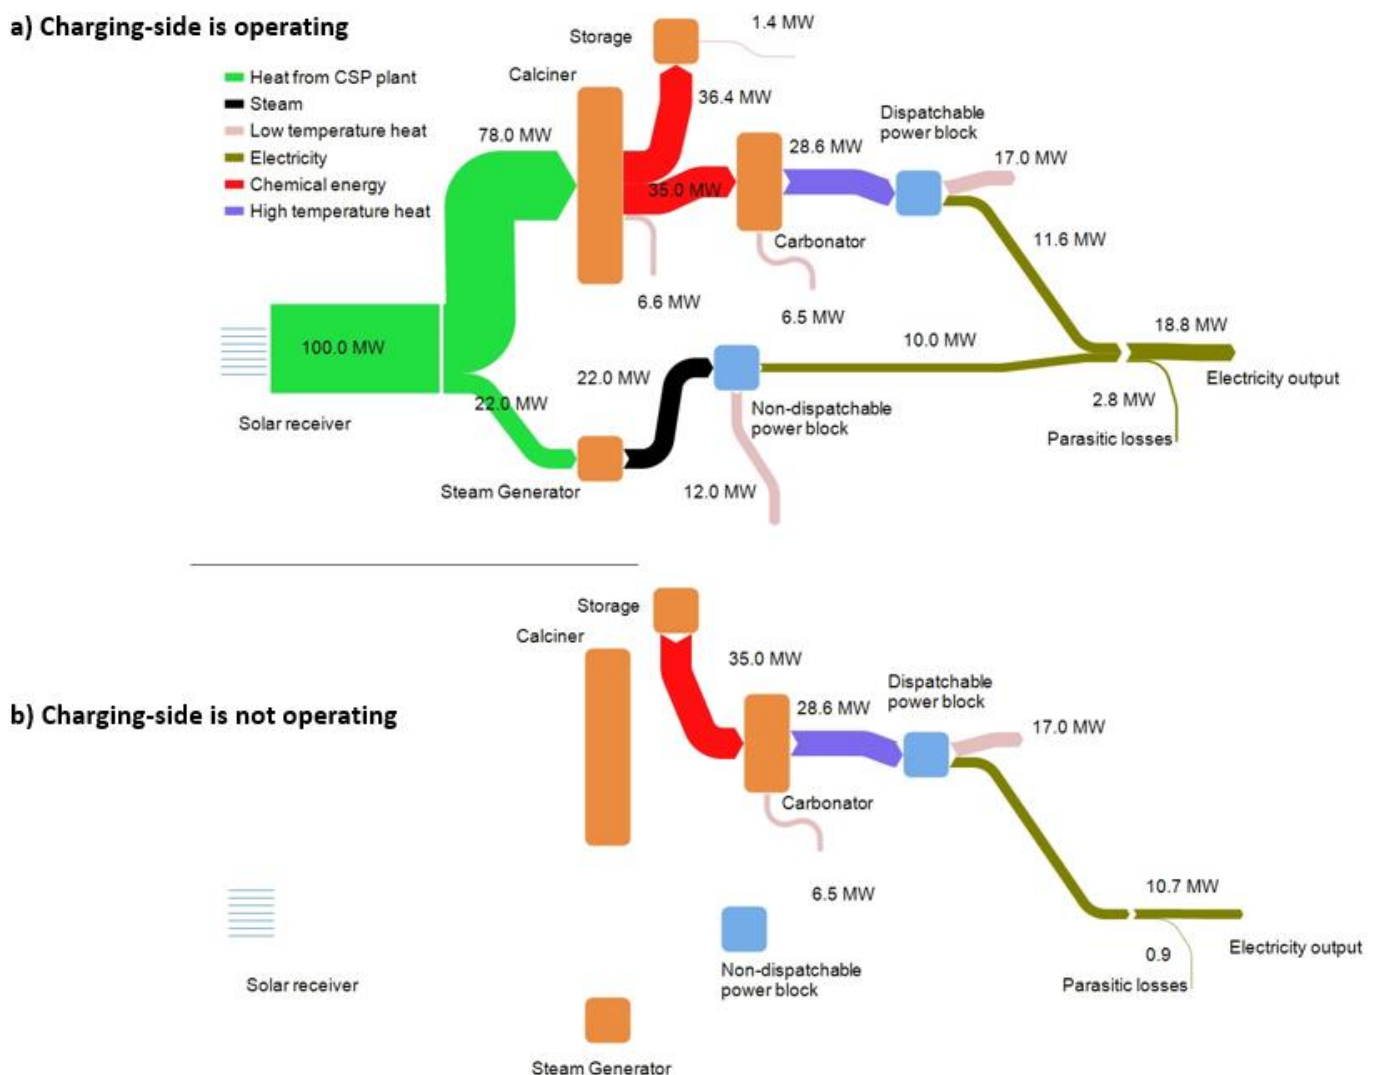 a) Charging-side is operating
Storage
1.4 MW
Calciner
Heat from CSP plant
Steam
Low temperature heat
Electricity
Chemical energy
High temperature heat
78.0 MW
36.4 MW
Dispatchable
power block
28.6 MW
17.0 MW
35.0 MW
Carbonator
11.6 MW
6.6 MW
6.5 MW
100.0 MW
10.0 MW
18.8 MW
22.0 MW
Electricity output
22.0 MW
2.8 MW
Solar receiver
Non-dispatchable
power block
Parasitic losses
Steam Generator
12.0 MW
Storage
Calciner
35.0 MW
Dispatchable
power block
b) Charging-side is not operating
28.6 MW
17.0 MW
Carbonator
6.5 MW
10.7 MW
Electricity output
0.9
Non-dispatchable
power block
Solar receiver
Parasitic losses
Steam Generator